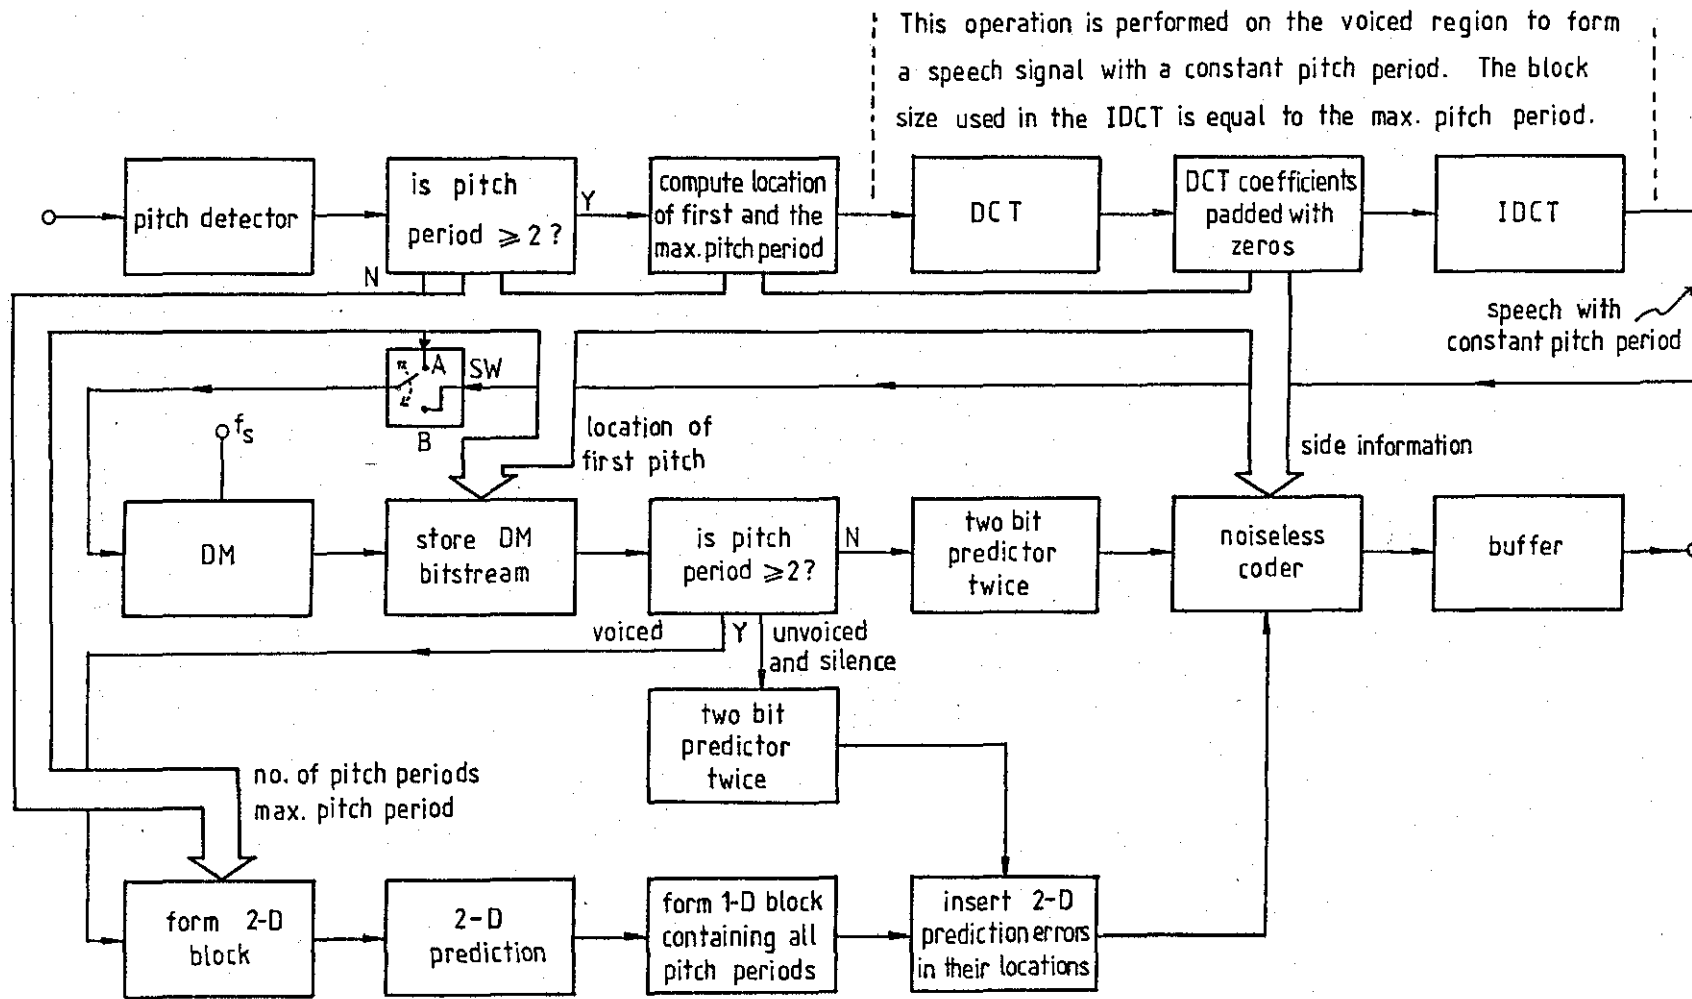 This operation is performed on the voiced region to form
a speech signal with a constant pitch period. The block
size used in the IDCT is equal to the max. pitch period.
pitch detector
is pitch
period ⩾ 2 ?
Y
N
compute location
of first and the
max. pitch period
DCT
DCT coefficients
padded with
zeros
IDCT
speech with
constant pitch period
A
SW
B
fs
location of
first pitch
side information
DM
store DM
bitstream
is pitch
period ⩾2?
N
two bit
predictor
twice
noiseless
coder
buffer
voiced
Y
unvoiced
and silence
two bit
predictor
twice
no. of pitch periods
max. pitch period
form 2-D
block
2-D
prediction
form 1-D block
containing all
pitch periods
insert 2-D
prediction errors
in their locations